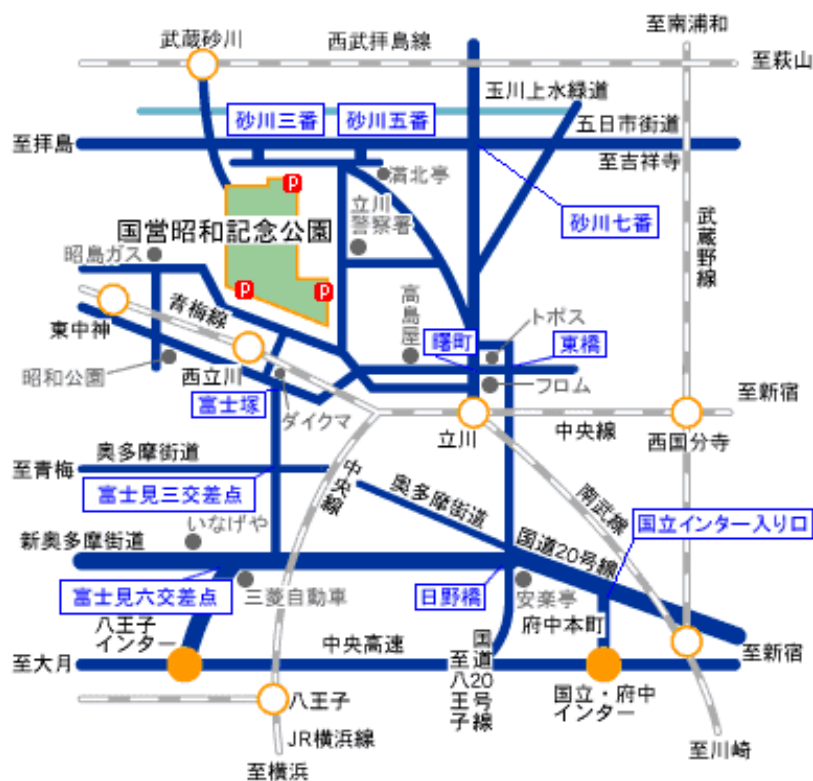 至南浦和
武蔵砂川
西武拝島線
至萩山
玉川上水緑道
砂川三番
砂川五番
五日市街道
至拝島
至吉祥寺
満北亭
立川
警察署
砂川七番
武蔵野線
国営昭和記念公園
昭島ガス
高島屋
青梅線
東中神
曙町
トポス
東橋
昭和公園
西立川
フロム
至新宿
富士塚
ダイクマ
立川
中央線
西国分寺
奥多摩街道
至青梅
中央線
富士見三交差点
奥多摩街道
南武線
いなげや
国立インター入り口
新奥多摩街道
国道20号線
富士見六交差点
三菱自動車
日野橋
安楽亭
八王子
インター
府中本町
中央高速
国道20号線
至八王子
至大月
至新宿
国立・府中
インター
八王子
JR横浜線
至横浜
至川崎